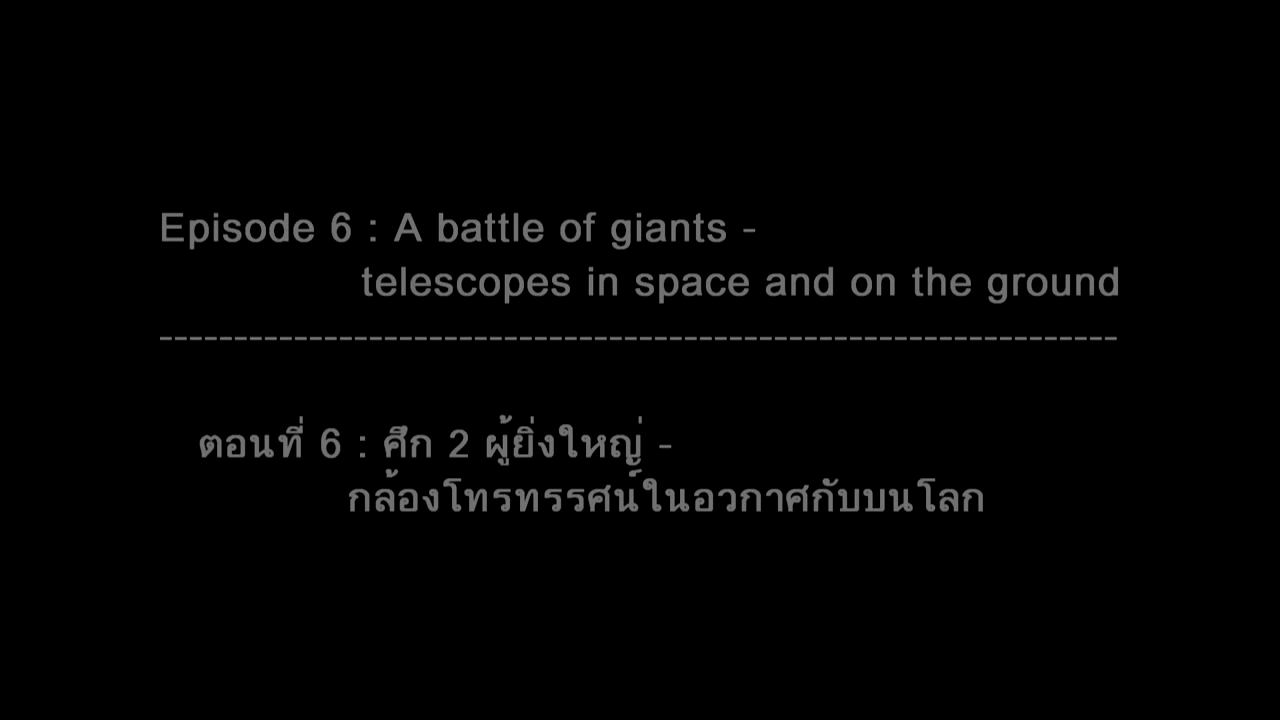 Episode 6 : A battle of giants -
telescopes in space and on the ground
----------------------------------------------------------------
ตอนที่ 6 : ศึก 2 ผู้ยิ่งใหญ่ -
กล้องโทรทรรศน์ในอวกาศกับบนโลก